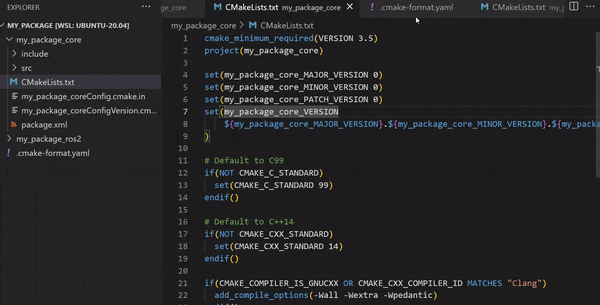 EXPLORER
MY_PACKAGE [WSL: UBUNTU-20.04]
my_package_core
include
src
CMakeLists.txt
my_package_coreConfig.cmake.in
my_package_coreConfigVersion.cm...
package.xml
my_package_ros2
.cmake-format.yaml
my_package_core
CMakeLists.txt my_package_core
.cmake-format.yaml
CMakeLists.txt my_
my_package_core > CMakeLists.txt
1 cmake_minimum_required(VERSION 3.5)
2 project(my_package_core)
3
4 set(my_package_core_MAJOR_VERSION 0)
5 set(my_package_core_MINOR_VERSION 0)
6 set(my_package_core_PATCH_VERSION 0)
7 set(my_package_core_VERSION
8 ${my_package_core_MAJOR_VERSION}.${my_package_core_MINOR_VERSION}.${my_packa
9 )
10
11 # Default to C99
12 if(NOT CMAKE_C_STANDARD)
13 set(CMAKE_C_STANDARD 99)
14 endif()
15
16 # Default to C++14
17 if(NOT CMAKE_CXX_STANDARD)
18 set(CMAKE_CXX_STANDARD 14)
19 endif()
20
21 if(CMAKE_COMPILER_IS_GNUCXX OR CMAKE_CXX_COMPILER_ID MATCHES "Clang")
22 add_compile_options(-Wall -Wextra -Wpedantic)